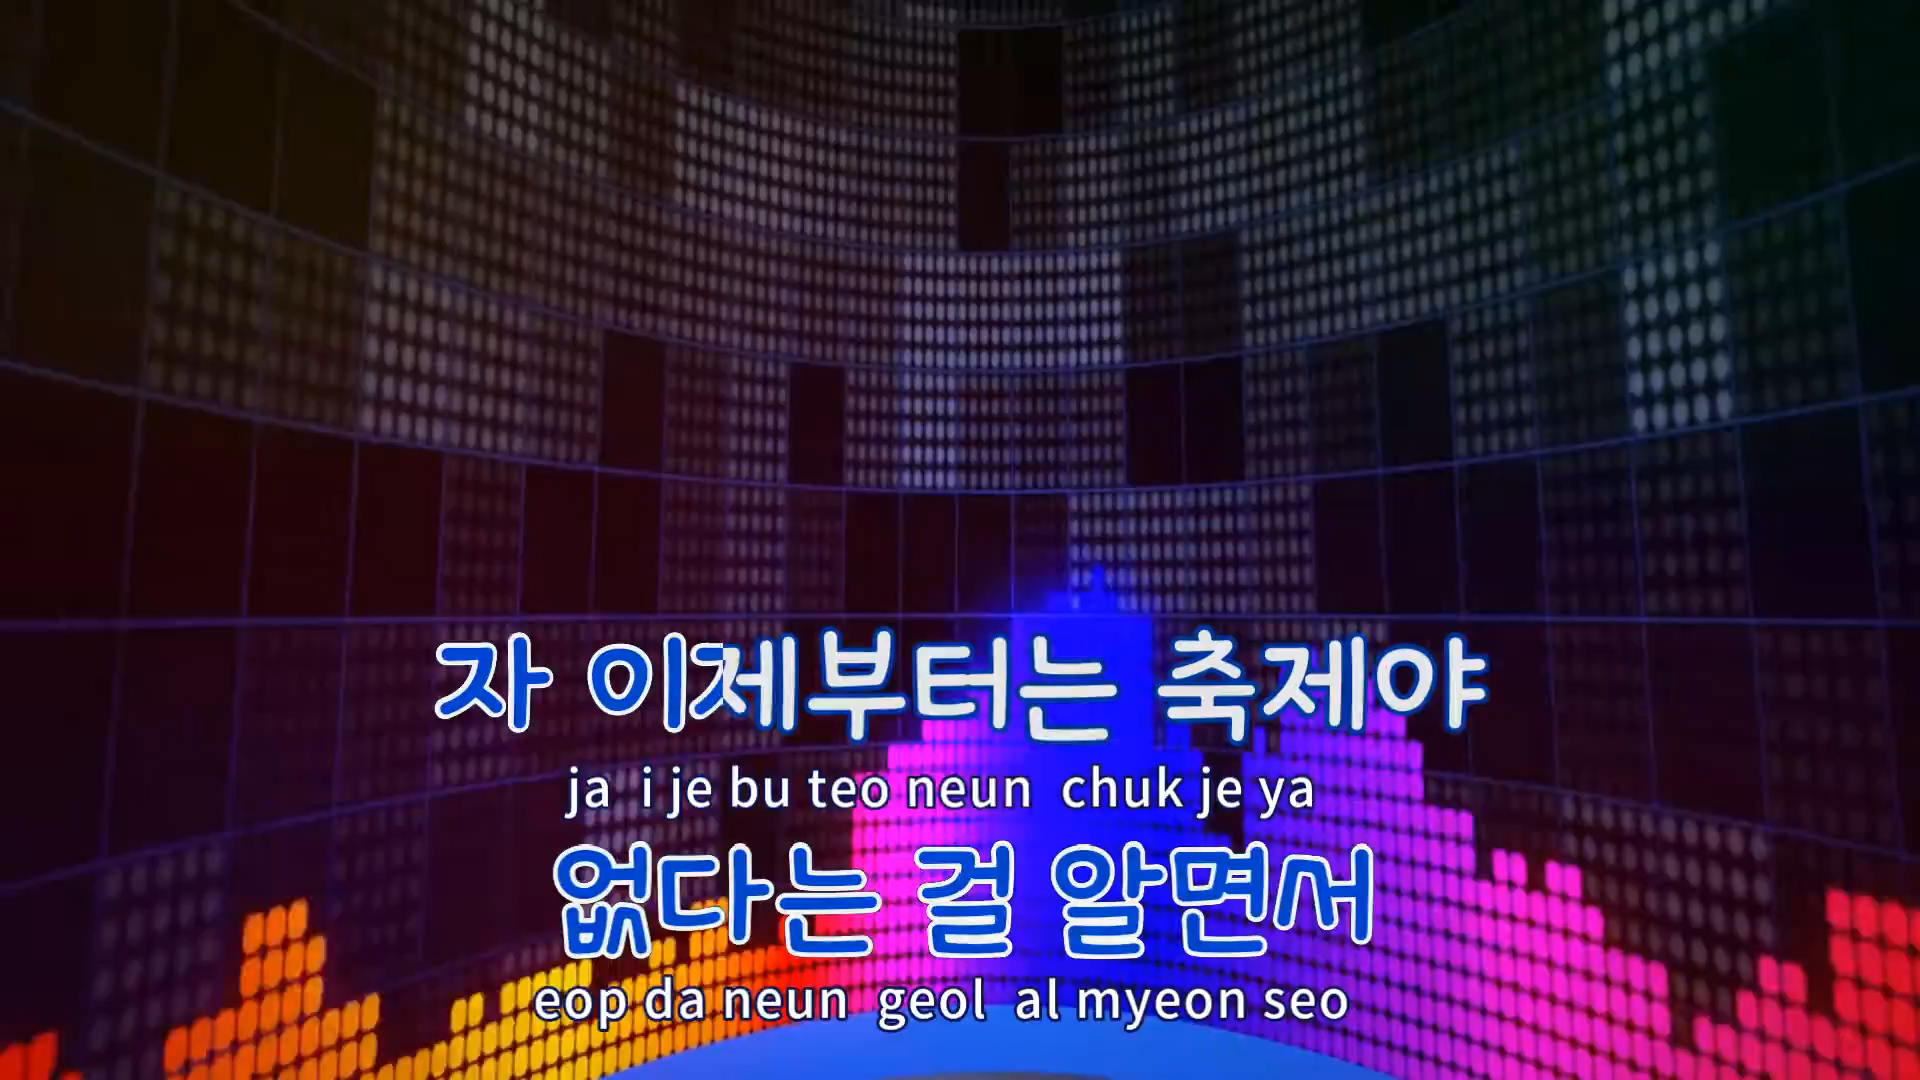 자 이제부터는 축제야
ja i je bu teo neun chuk je ya
없다는 걸 알면서
eop da neun geol al myeon seo